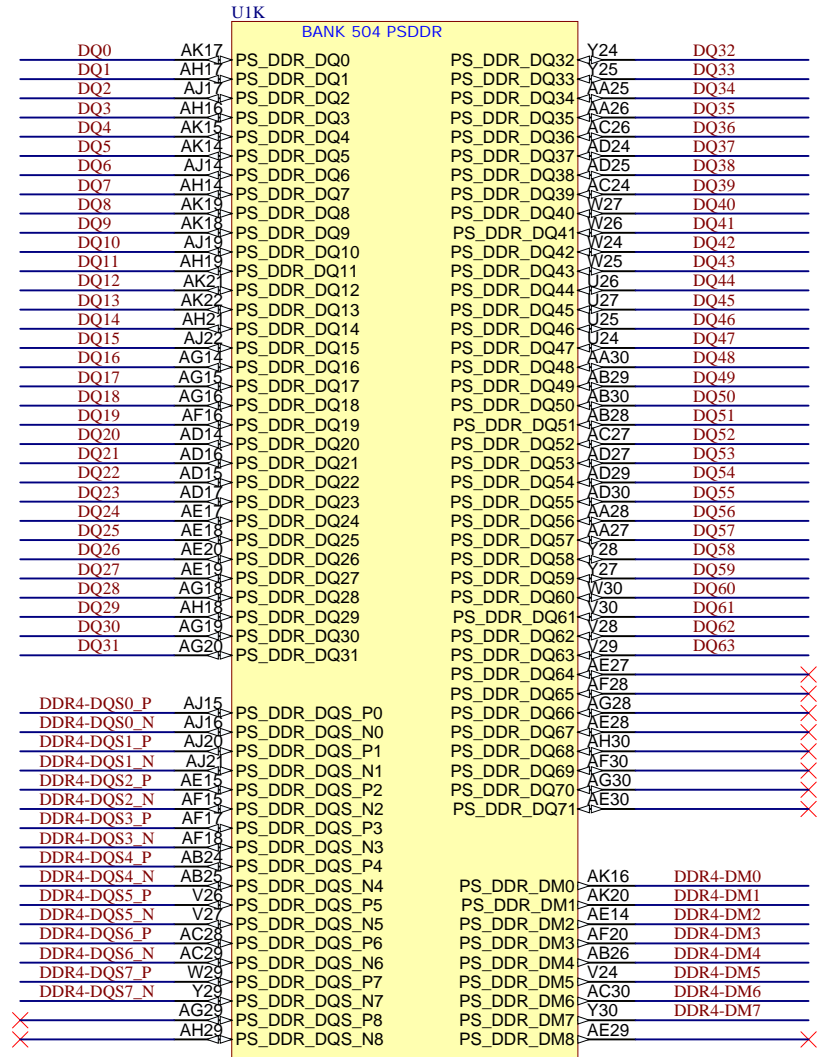 U1K
BANK 504 PSDDR
DQ0 AK17 PS_DDR_DQ0 PS_DDR_DQ32 Y24 DQ32
DQ1 AH17 PS_DDR_DQ1 PS_DDR_DQ33 Y25 DQ33
DQ2 AJ17 PS_DDR_DQ2 PS_DDR_DQ34 AA25 DQ34
DQ3 AH16 PS_DDR_DQ3 PS_DDR_DQ35 AA26 DQ35
DQ4 AK15 PS_DDR_DQ4 PS_DDR_DQ36 AC26 DQ36
DQ5 AK14 PS_DDR_DQ5 PS_DDR_DQ37 AD24 DQ37
DQ6 AJ14 PS_DDR_DQ6 PS_DDR_DQ38 AD25 DQ38
DQ7 AH14 PS_DDR_DQ7 PS_DDR_DQ39 AC24 DQ39
DQ8 AK19 PS_DDR_DQ8 PS_DDR_DQ40 W27 DQ40
DQ9 AK18 PS_DDR_DQ9 PS_DDR_DQ41 W26 DQ41
DQ10 AJ19 PS_DDR_DQ10 PS_DDR_DQ42 W24 DQ42
DQ11 AH19 PS_DDR_DQ11 PS_DDR_DQ43 W25 DQ43
DQ12 AK21 PS_DDR_DQ12 PS_DDR_DQ44 U26 DQ44
DQ13 AK22 PS_DDR_DQ13 PS_DDR_DQ45 U27 DQ45
DQ14 AH21 PS_DDR_DQ14 PS_DDR_DQ46 U25 DQ46
DQ15 AJ22 PS_DDR_DQ15 PS_DDR_DQ47 U24 DQ47
DQ16 AG14 PS_DDR_DQ16 PS_DDR_DQ48 AA30 DQ48
DQ17 AG15 PS_DDR_DQ17 PS_DDR_DQ49 AB29 DQ49
DQ18 AG16 PS_DDR_DQ18 PS_DDR_DQ50 AB30 DQ50
DQ19 AF16 PS_DDR_DQ19 PS_DDR_DQ51 AB28 DQ51
DQ20 AD14 PS_DDR_DQ20 PS_DDR_DQ52 AC27 DQ52
DQ21 AD16 PS_DDR_DQ21 PS_DDR_DQ53 AD27 DQ53
DQ22 AD15 PS_DDR_DQ22 PS_DDR_DQ54 AD29 DQ54
DQ23 AD17 PS_DDR_DQ23 PS_DDR_DQ55 AD30 DQ55
DQ24 AE17 PS_DDR_DQ24 PS_DDR_DQ56 AA28 DQ56
DQ25 AE18 PS_DDR_DQ25 PS_DDR_DQ57 AA27 DQ57
DQ26 AE20 PS_DDR_DQ26 PS_DDR_DQ58 Y28 DQ58
DQ27 AE19 PS_DDR_DQ27 PS_DDR_DQ59 Y27 DQ59
DQ28 AG18 PS_DDR_DQ28 PS_DDR_DQ60 W30 DQ60
DQ29 AH18 PS_DDR_DQ29 PS_DDR_DQ61 V30 DQ61
DQ30 AG19 PS_DDR_DQ30 PS_DDR_DQ62 V28 DQ62
DQ31 AG20 PS_DDR_DQ31 PS_DDR_DQ63 V29 DQ63
PS_DDR_DQ64 AE27
PS_DDR_DQ65 AF28
DDR4-DQS0_P AJ15 PS_DDR_DQS_P0 PS_DDR_DQ66 AG28
DDR4-DQS0_N AJ16 PS_DDR_DQS_N0 PS_DDR_DQ67 AE28
DDR4-DQS1_P AJ20 PS_DDR_DQS_P1 PS_DDR_DQ68 AH30
DDR4-DQS1_N AJ21 PS_DDR_DQS_N1 PS_DDR_DQ69 AF30
DDR4-DQS2_P AE15 PS_DDR_DQS_P2 PS_DDR_DQ70 AG30
DDR4-DQS2_N AF15 PS_DDR_DQS_N2 PS_DDR_DQ71 AE30
DDR4-DQS3_P AF17 PS_DDR_DQS_P3
DDR4-DQS3_N AF18 PS_DDR_DQS_N3
DDR4-DQS4_P AB24 PS_DDR_DQS_P4
DDR4-DQS4_N AB25 PS_DDR_DQS_N4 PS_DDR_DM0 AK16 DDR4-DM0
DDR4-DQS5_P V26 PS_DDR_DQS_P5 PS_DDR_DM1 AK20 DDR4-DM1
DDR4-DQS5_N V27 PS_DDR_DQS_N5 PS_DDR_DM2 AE14 DDR4-DM2
DDR4-DQS6_P AC28 PS_DDR_DQS_P6 PS_DDR_DM3 AF20 DDR4-DM3
DDR4-DQS6_N AC29 PS_DDR_DQS_N6 PS_DDR_DM4 AB26 DDR4-DM4
DDR4-DQS7_P W29 PS_DDR_DQS_P7 PS_DDR_DM5 V24 DDR4-DM5
DDR4-DQS7_N Y29 PS_DDR_DQS_N7 PS_DDR_DM6 AC30 DDR4-DM6
AG29 PS_DDR_DQS_P8 PS_DDR_DM7 Y30 DDR4-DM7
AH29 PS_DDR_DQS_N8 PS_DDR_DM8 AE29